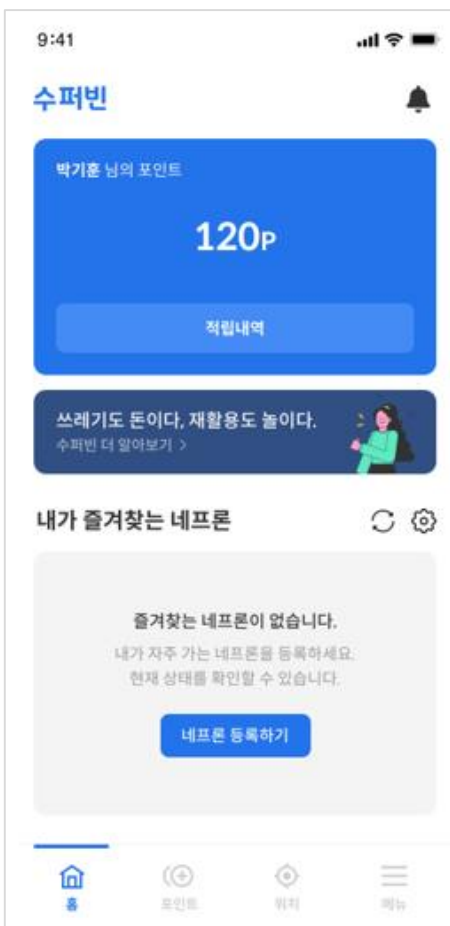 9:41
수퍼빈
박기훈 님의 포인트
120P
적립내역
쓰레기도 돈이다, 재활용도 놀이다.
수퍼빈 더 알아보기 >
내가 즐겨찾는 네프론
즐겨찾는 네프론이 없습니다.
내가 자주 가는 네프론을 등록하세요.
현재 상태를 확인할 수 있습니다.
네프론 등록하기
홈 포인트 위치 메뉴